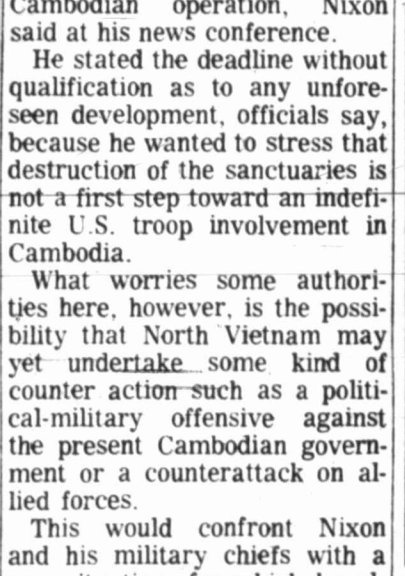 Cambodian operation, Nixon
said at his news conference.
He stated the deadline without
qualification as to any unfore-
seen development, officials say,
because he wanted to stress that
destruction of the sanctuaries is
not a first step toward an indefi-
nite U.S. troop involvement in
Cambodia.
What worries some authori-
ties here, however, is the possi-
bility that North Vietnam may
yet undertake some kind of
counter action such as a politi-
cal-military offensive against
the present Cambodian govern-
ment or a counterattack on al-
lied forces.
This would confront Nixon
and his military chiefs with a